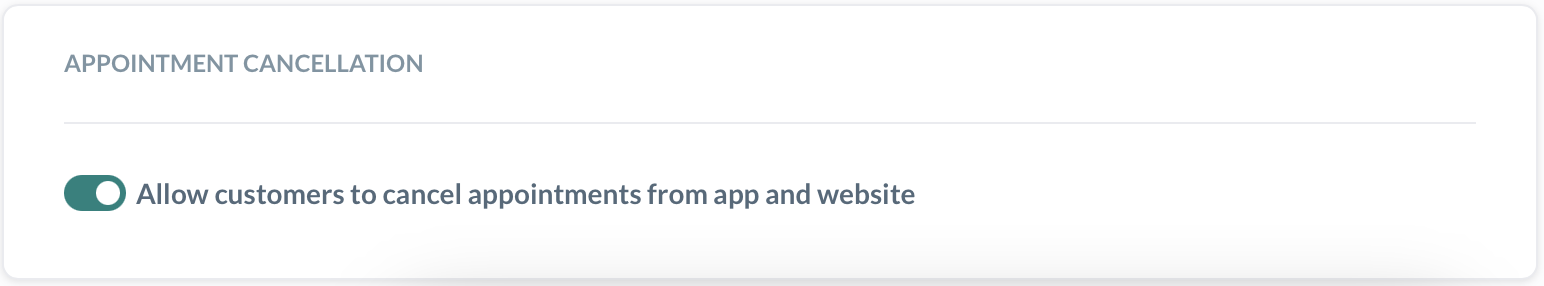 APPOINTMENT CANCELLATION
Allow customers to cancel appointments from app and website